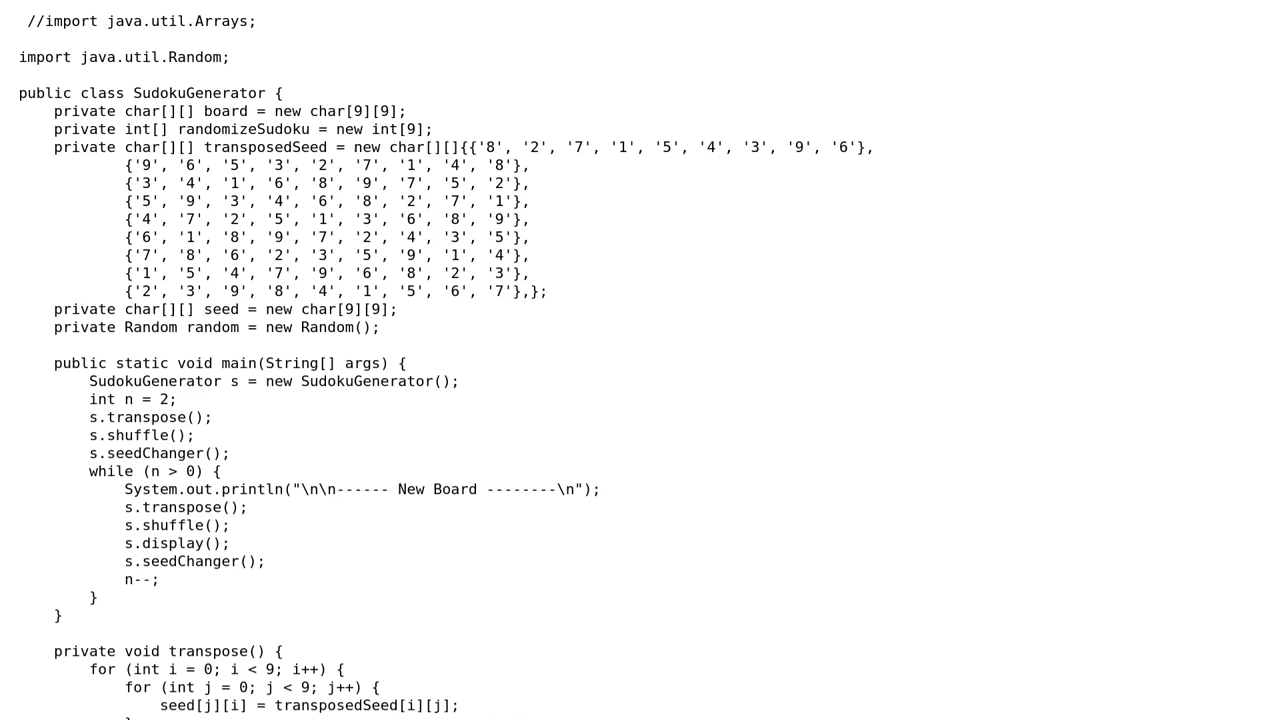 //import java.util.Arrays;
import java.util.Random;
public class SudokuGenerator {
    private char[][] board = new char[9][9];
    private int[] randomizeSudoku = new int[9];
    private char[][] transposedSeed = new char[][]{{'8', '2', '7', '1', '5', '4', '3', '9', '6'},
            {'9', '6', '5', '3', '2', '7', '1', '4', '8'},
            {'3', '4', '1', '6', '8', '9', '7', '5', '2'},
            {'5', '9', '3', '4', '6', '8', '2', '7', '1'},
            {'4', '7', '2', '5', '1', '3', '6', '8', '9'},
            {'6', '1', '8', '9', '7', '2', '4', '3', '5'},
            {'7', '8', '6', '2', '3', '5', '9', '1', '4'},
            {'1', '5', '4', '7', '9', '6', '8', '2', '3'},
            {'2', '3', '9', '8', '4', '1', '5', '6', '7'},};
    private char[][] seed = new char[9][9];
    private Random random = new Random();
    public static void main(String[] args) {
        SudokuGenerator s = new SudokuGenerator();
        int n = 2;
        s.transpose();
        s.shuffle();
        s.seedChanger();
        while (n > 0) {
            System.out.println("\n\n------ New Board --------\n");
            s.transpose();
            s.shuffle();
            s.display();
            s.seedChanger();
            n--;
        }
    }
    private void transpose() {
        for (int i = 0; i < 9; i++) {
            for (int j = 0; j < 9; j++) {
                seed[j][i] = transposedSeed[i][j];
            }